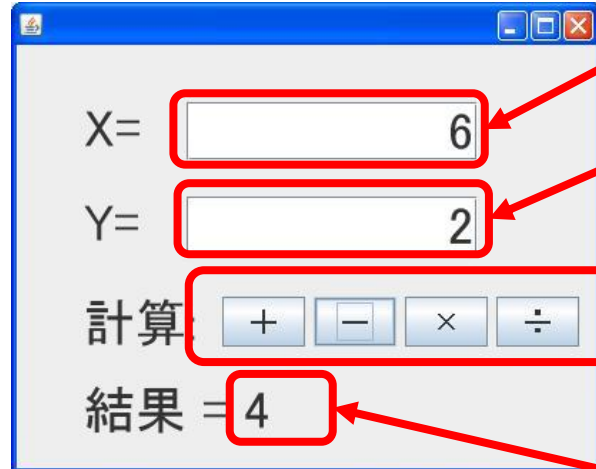 X= 6
Y= 2
計算: + − × ÷
結果 = 4